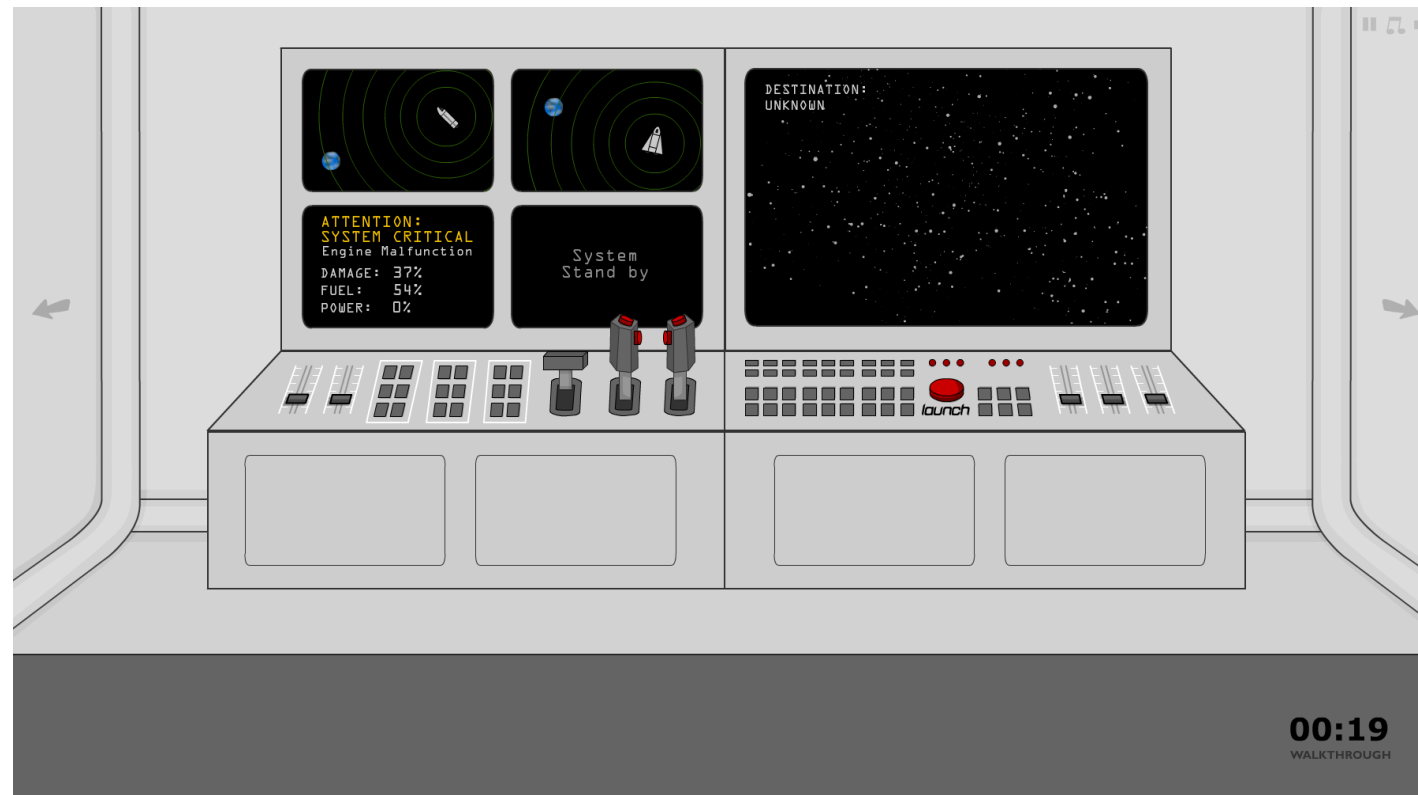 DESTINATION:
UNKNOWN
ATTENTION:
SYSTEM CRITICAL
Engine Malfunction
DAMAGE: 37%
FUEL: 54%
POWER: 0%
System
Stand by
launch
00:19
WALKTHROUGH